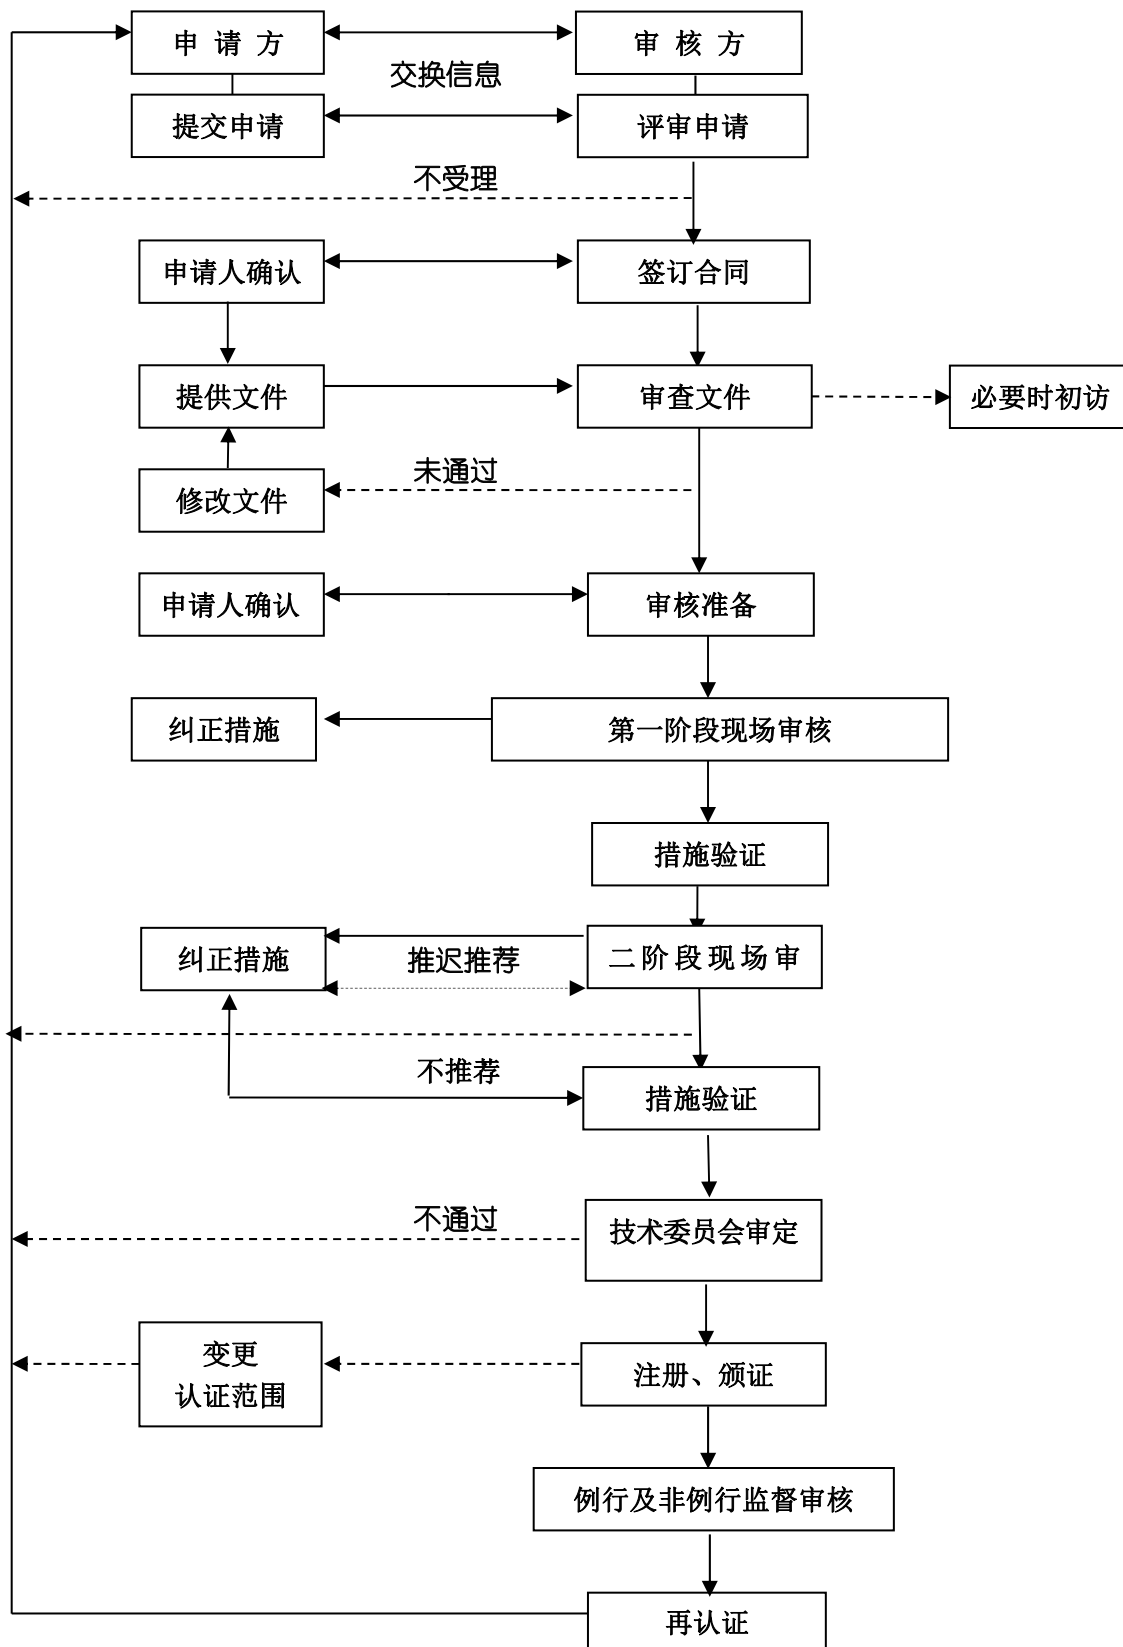 申 请 方
审 核 方
交换信息
提交申请
评审申请
不受理
申请人确认
签订合同
提供文件
审查文件
必要时初访
未通过
修改文件
申请人确认
审核准备
纠正措施
第一阶段现场审核
措施验证
纠正措施
推迟推荐
二阶段现场审
不推荐
措施验证
不通过
技术委员会审定
变更
认证范围
注册、颁证
例行及非例行监督审核
再认证